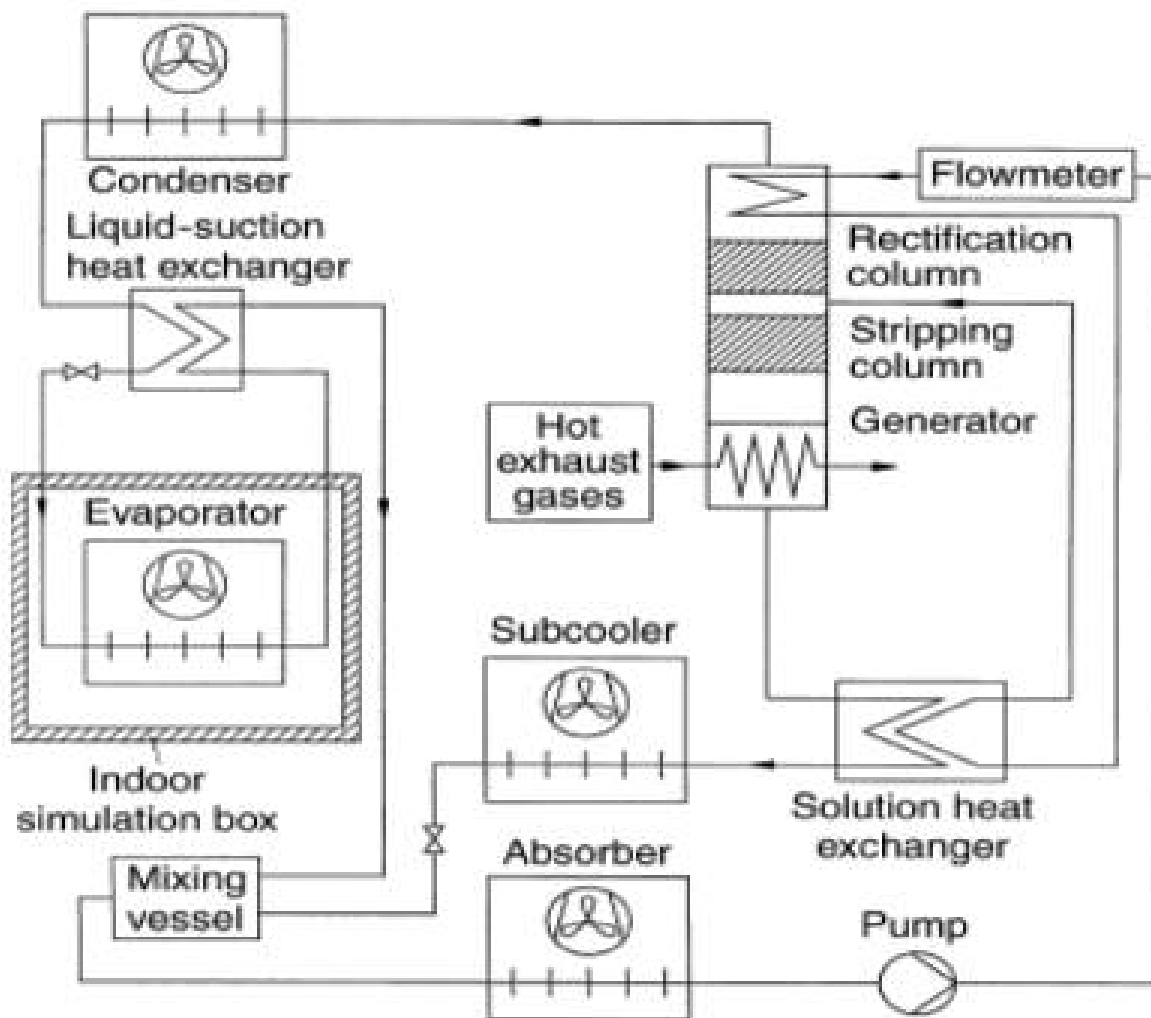 Condenser
Liquid-suction
heat exchanger
Flowmeter
Rectification
column
Stripping
column
Generator
Hot
exhaust
gases
Evaporator
Subcooler
Indoor
simulation box
Solution heat
exchanger
Mixing
vessel
Absorber
Pump